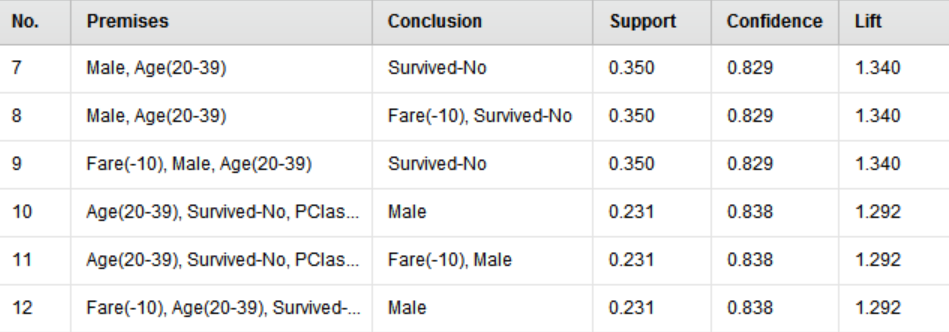 No. Premises Conclusion Support Confidence Lift
7 Male, Age(20-39) Survived-No 0.350 0.829 1.340
8 Male, Age(20-39) Fare(-10), Survived-No 0.350 0.829 1.340
9 Fare(-10), Male, Age(20-39) Survived-No 0.350 0.829 1.340
10 Age(20-39), Survived-No, PClas... Male 0.231 0.838 1.292
11 Age(20-39), Survived-No, PClas... Fare(-10), Male 0.231 0.838 1.292
12 Fare(-10), Age(20-39), Survived-... Male 0.231 0.838 1.292